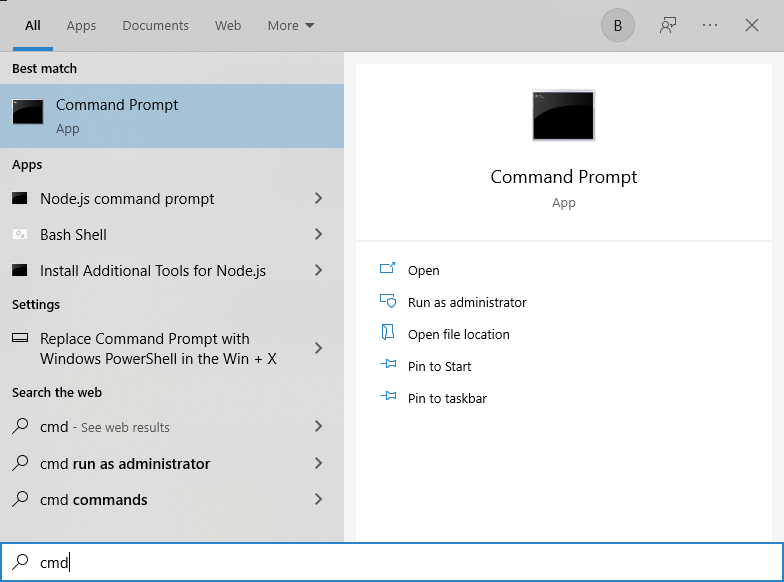 All Apps Documents Web More B ...
Best match
Command Prompt
App
Apps
Node.js command prompt
Bash Shell
Install Additional Tools for Node.js
Settings
Replace Command Prompt with
Windows PowerShell in the Win + X
Search the web
cmd - See web results
cmd run as administrator
cmd commands
Command Prompt
App
Open
Run as administrator
Open file location
Pin to Start
Pin to taskbar
cmd